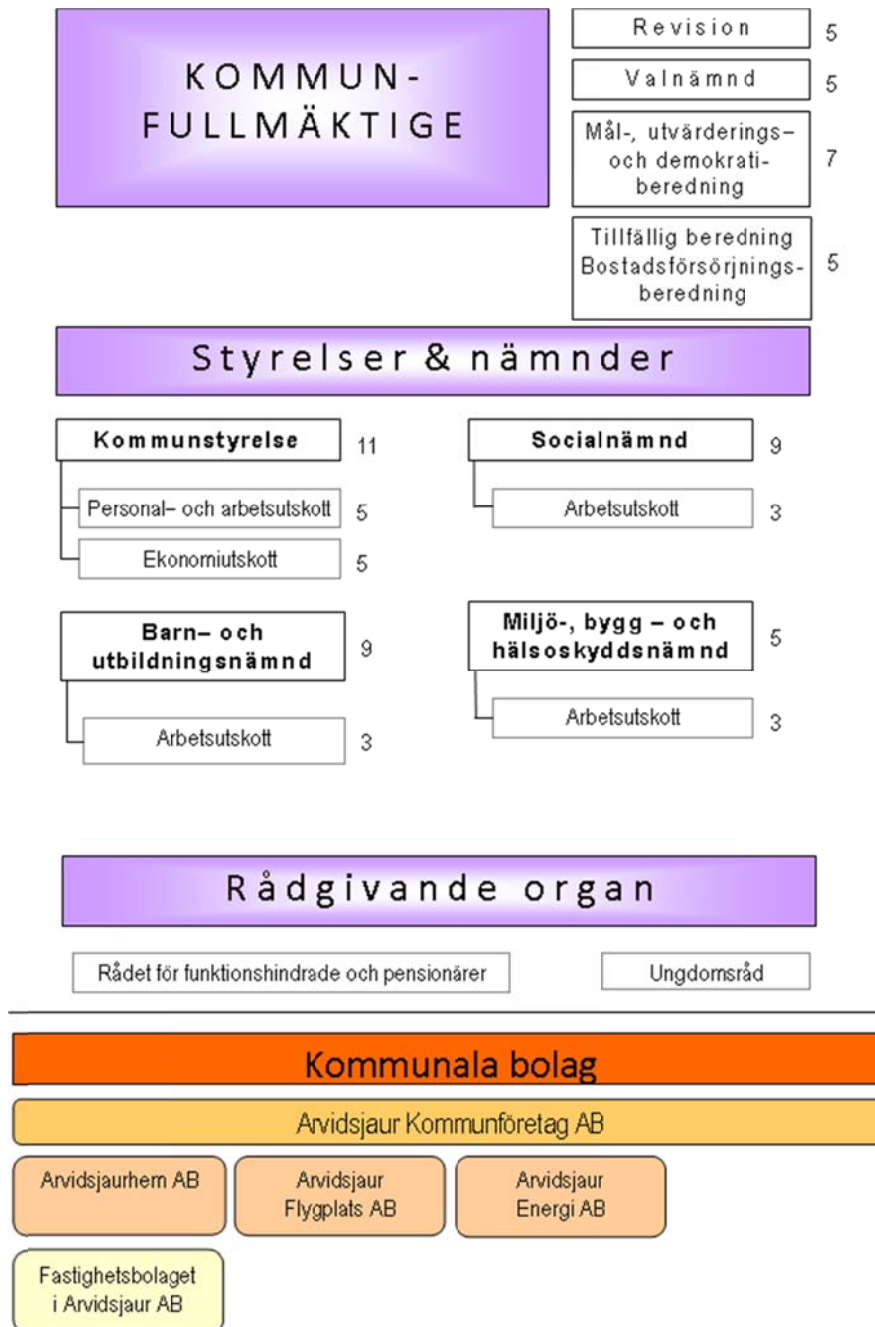 KOMMUN-
FULLMÄKTIGE
Revision 5
Valnämnd 5
Mål-, utvärderings–
och demokrati- 7
beredning
Tillfällig beredning
Bostadsförsörjnings- 5
beredning
Styrelser & nämnder
Kommunstyrelse 11
Personal– och arbetsutskott 5
Ekonomiutskott 5
Socialnämnd 9
Arbetsutskott 3
Barn– och
utbildningsnämnd 9
Arbetsutskott 3
Miljö-, bygg – och
hälsoskyddsnämnd 5
Arbetsutskott 3
Rådgivande organ
Rådet för funktionshindrade och pensionärer
Ungdomsråd
Kommunala bolag
Arvidsjaur Kommunföretag AB
Arvidsjaurhem AB
Arvidsjaur
Flygplats AB
Arvidsjaur
Energi AB
Fastighetsbolaget
i Arvidsjaur AB